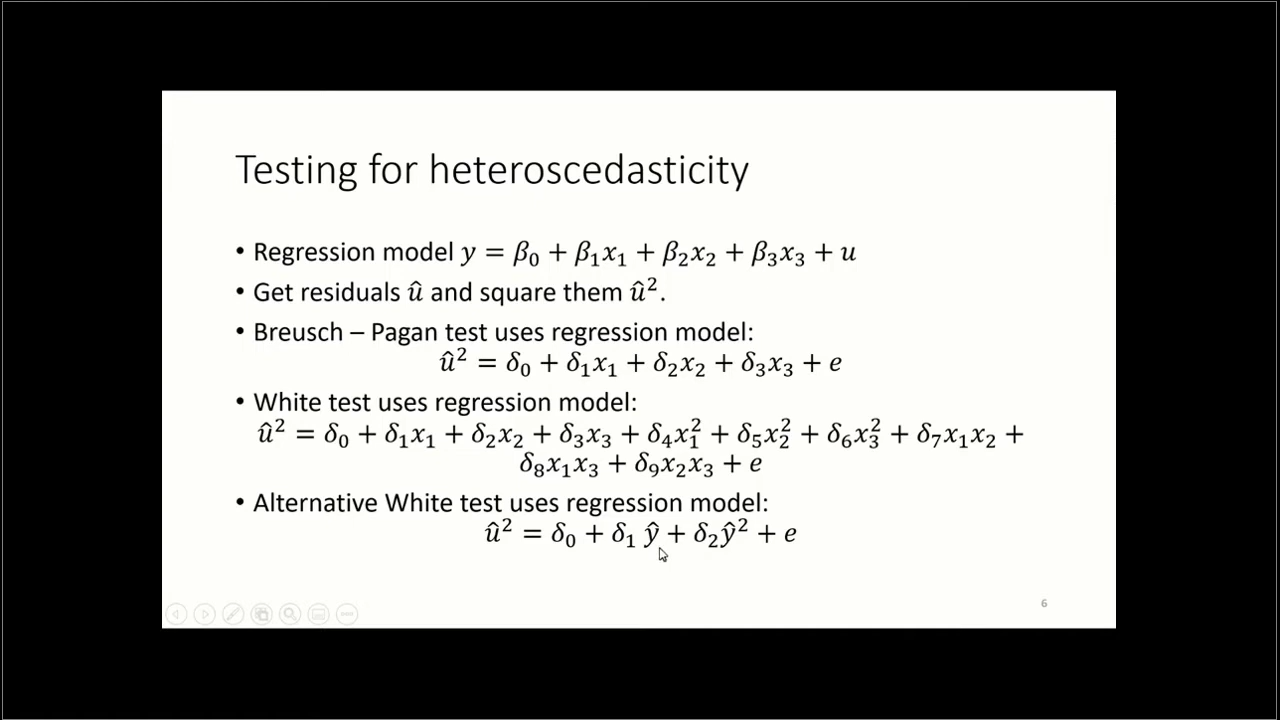 Testing for heteroscedasticity
• Regression model y = β₀ + β₁x₁ + β₂x₂ + β₃x₃ + u
• Get residuals û and square them û².
• Breusch – Pagan test uses regression model:
û² = δ₀ + δ₁x₁ + δ₂x₂ + δ₃x₃ + e
• White test uses regression model:
û² = δ₀ + δ₁x₁ + δ₂x₂ + δ₃x₃ + δ₄x₁² + δ₅x₂² + δ₆x₃² + δ₇x₁x₂ +
δ₈x₁x₃ + δ₉x₂x₃ + e
• Alternative White test uses regression model:
û² = δ₀ + δ₁ ŷ + δ₂ŷ² + e
6